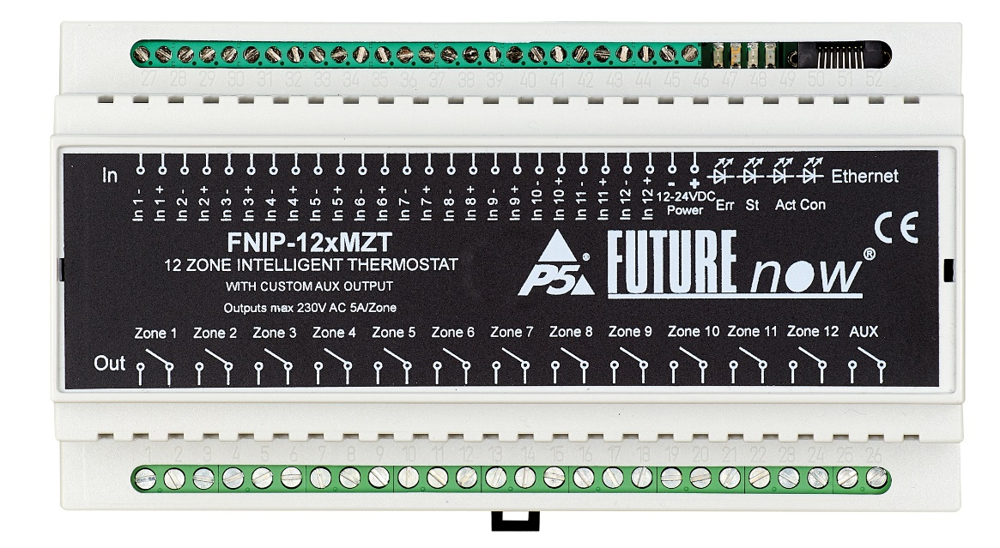 27 28 29 30 31 32 33 34 35 36 37 38 39 40 41 42 43 44 45 46 47 48 49 50 51 52
In
In 1 - In 1 + In 2 - In 2 + In 3 - In 3 + In 4 - In 4 + In 5 - In 5 + In 6 - In 6 + In 7 - In 7 + In 8 - In 8 + In 9 - In 9 + In 10 - In 10 + In 11 - In 11 + In 12 - In 12 + - +
Ethernet
12-24VDC
Power
Err St Act Con
CE
FNIP-12xMZT
12 ZONE INTELLIGENT THERMOSTAT
WITH CUSTOM AUX OUTPUT
Outputs max 230V AC 5A/Zone
P5 ®
FUTURE now ®
Zone 1 Zone 2 Zone 3 Zone 4 Zone 5 Zone 6 Zone 7 Zone 8 Zone 9 Zone 10 Zone 11 Zone 12 AUX
Out
1 2 3 4 5 6 7 8 9 10 11 12 13 14 15 16 17 18 19 20 21 22 23 24 25 26